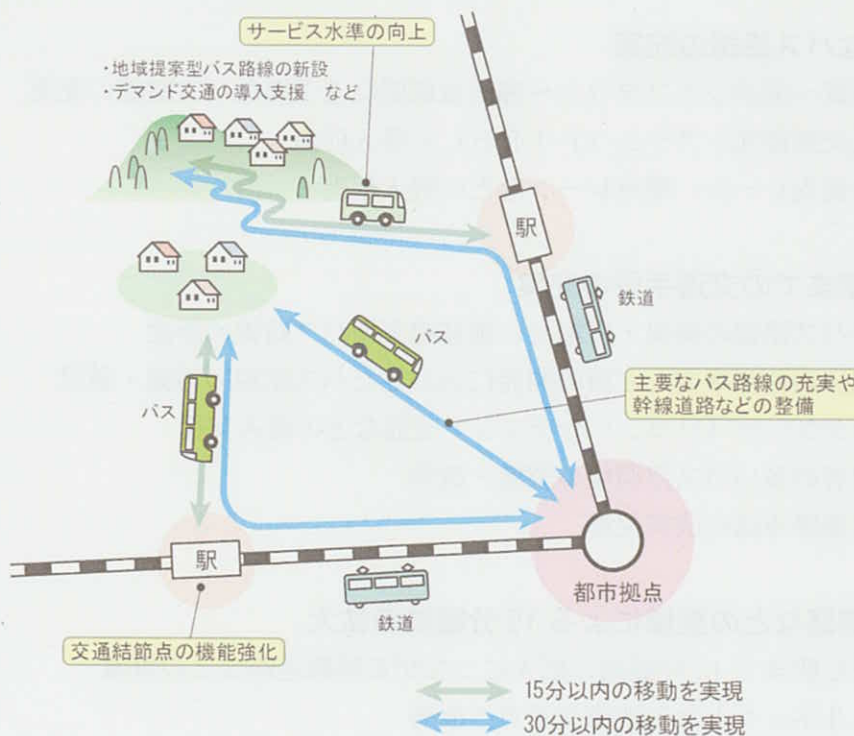 サービス水準の向上
・地域提案型バス路線の新設
・デマンド交通の導入支援 など
駅
鉄道
バス
主要なバス路線の充実や
幹線道路などの整備
バス
駅
都市拠点
鉄道
交通結節点の機能強化
15分以内の移動を実現
30分以内の移動を実現